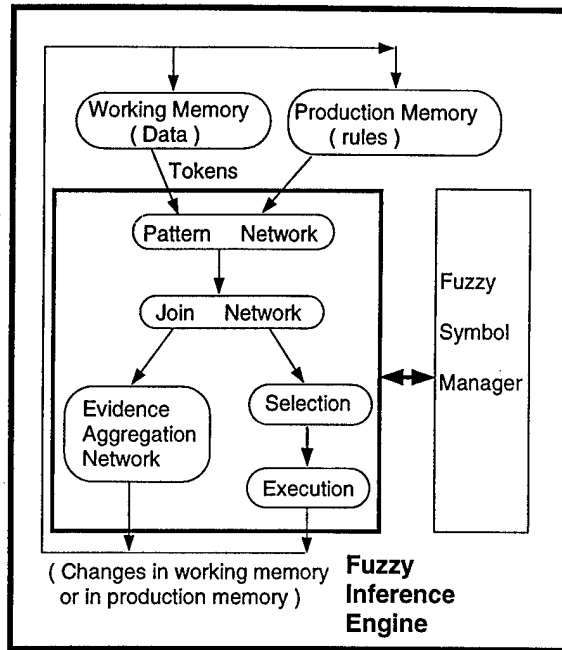 Working Memory
( Data )
Production Memory
( rules )
Tokens
Pattern Network
Join Network
Evidence
Aggregation
Network
Selection
Execution
Fuzzy
Symbol
Manager
( Changes in working memory
or in production memory )
Fuzzy
Inference
Engine